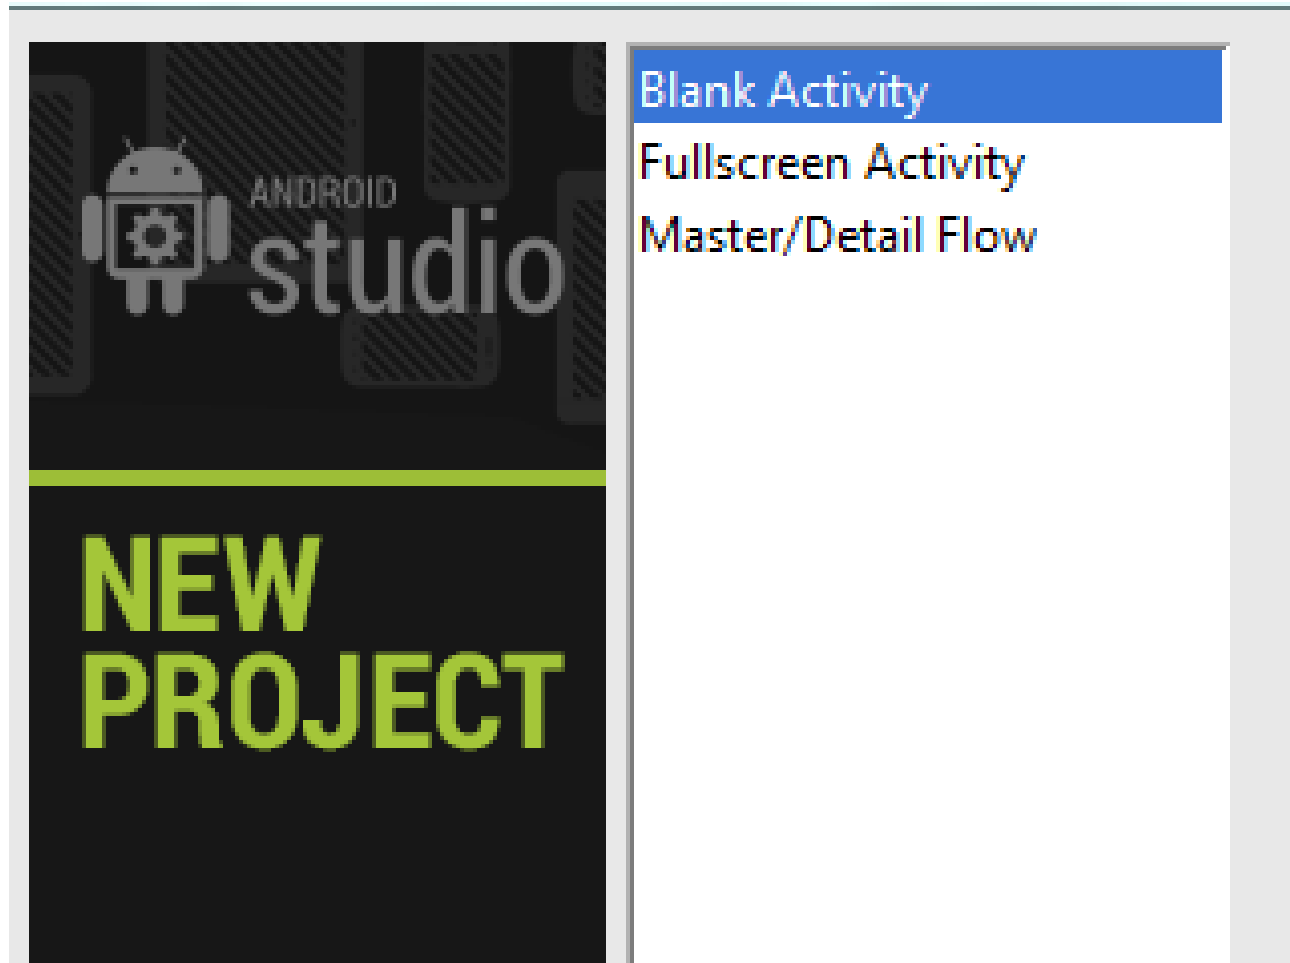 ANDROID
studio
NEW
PROJECT
Blank Activity
Fullscreen Activity
Master/Detail Flow